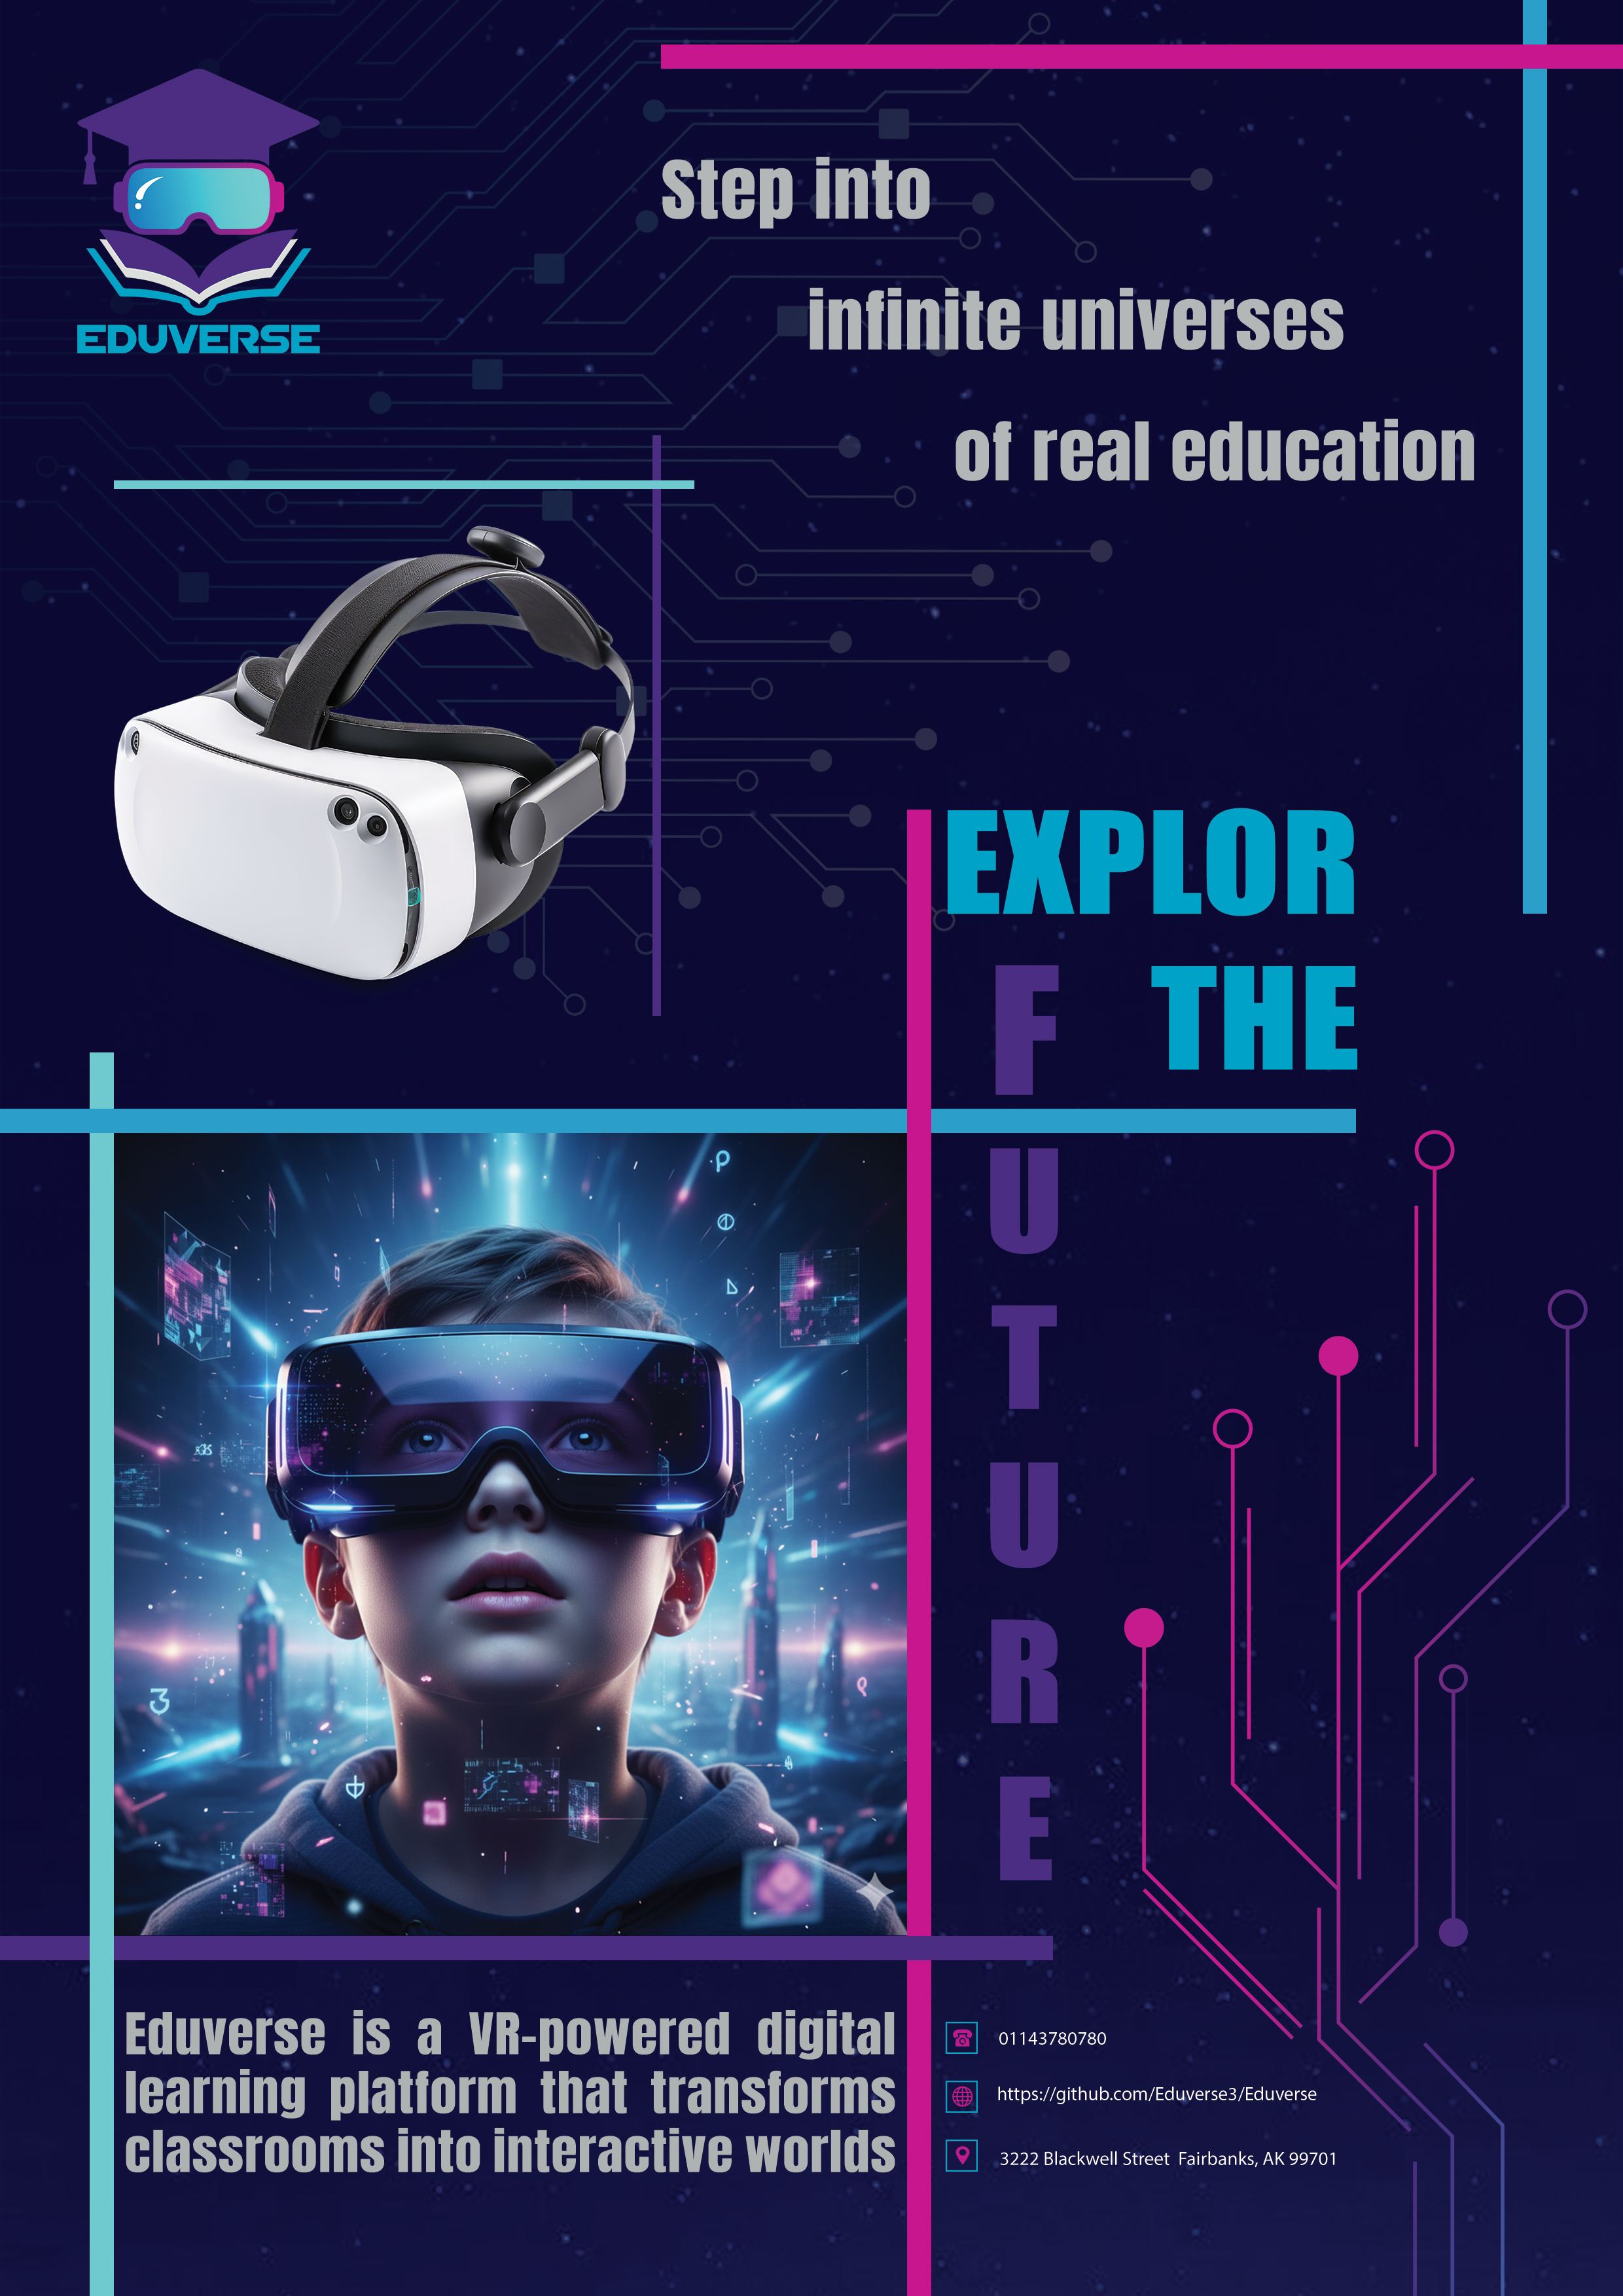 EDUVERSE
Step into
infinite universes
of real education
EXPLOR
THE
FUTURE
Eduverse is a VR-powered digital
learning platform that transforms
classrooms into interactive worlds
01143780780
https://github.com/Eduverse3/Eduverse
3222 Blackwell Street Fairbanks, AK 99701